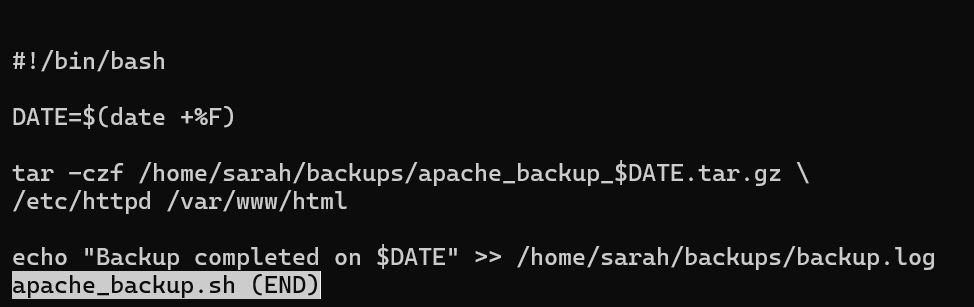 #!/bin/bash
DATE=$(date +%F)
tar -czf /home/sarah/backups/apache_backup_$DATE.tar.gz \
/etc/httpd /var/www/html
echo "Backup completed on $DATE" >> /home/sarah/backups/backup.log
apache_backup.sh (END)